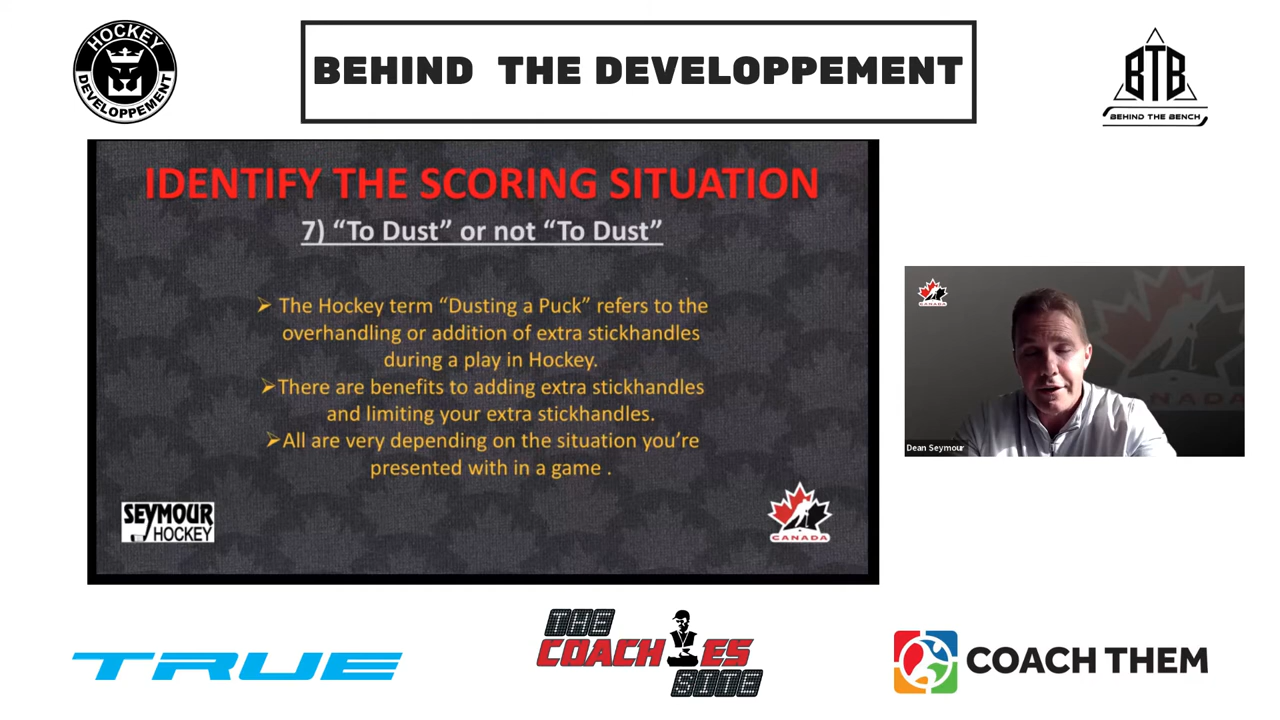 HOCKEY
DEVELOPPEMENT
BEHIND THE DEVELOPPEMENT
BTB
BEHIND THE BENCH
IDENTIFY THE SCORING SITUATION
7) “To Dust” or not “To Dust”
➢ The Hockey term “Dusting a Puck” refers to the
overhandling or addition of extra stickhandles
during a play in Hockey.
➢There are benefits to adding extra stickhandles
and limiting your extra stickhandles.
➢All are very depending on the situation you’re
presented with in a game .
SEYMOUR
HOCKEY
CANADA
CANADA
CANADA
Dean Seymour
TRUE
THE
COACHES
SITE
COACH THEM